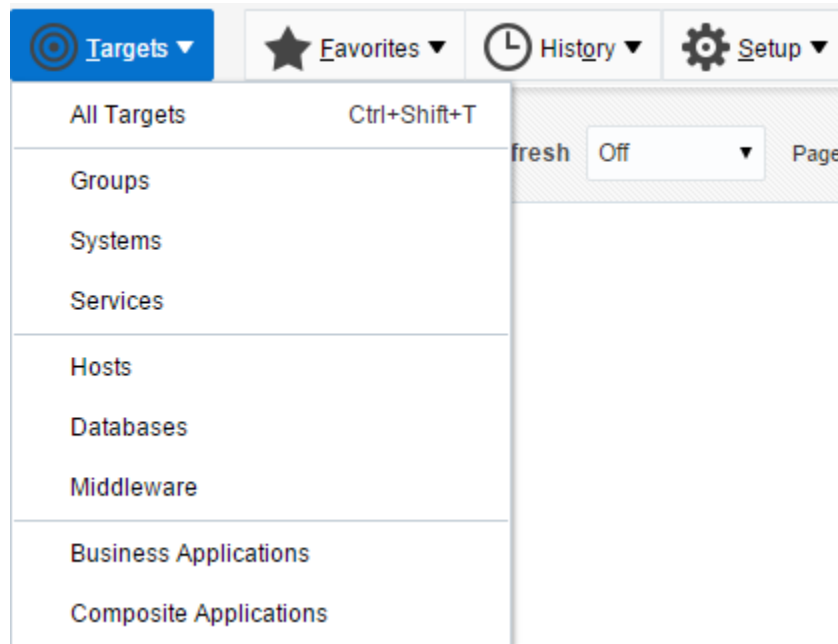 Targets ▼ Favorites ▼ History ▼ Setup ▼
All Targets Ctrl+Shift+T
fresh Off ▼ Page
Groups
Systems
Services
Hosts
Databases
Middleware
Business Applications
Composite Applications